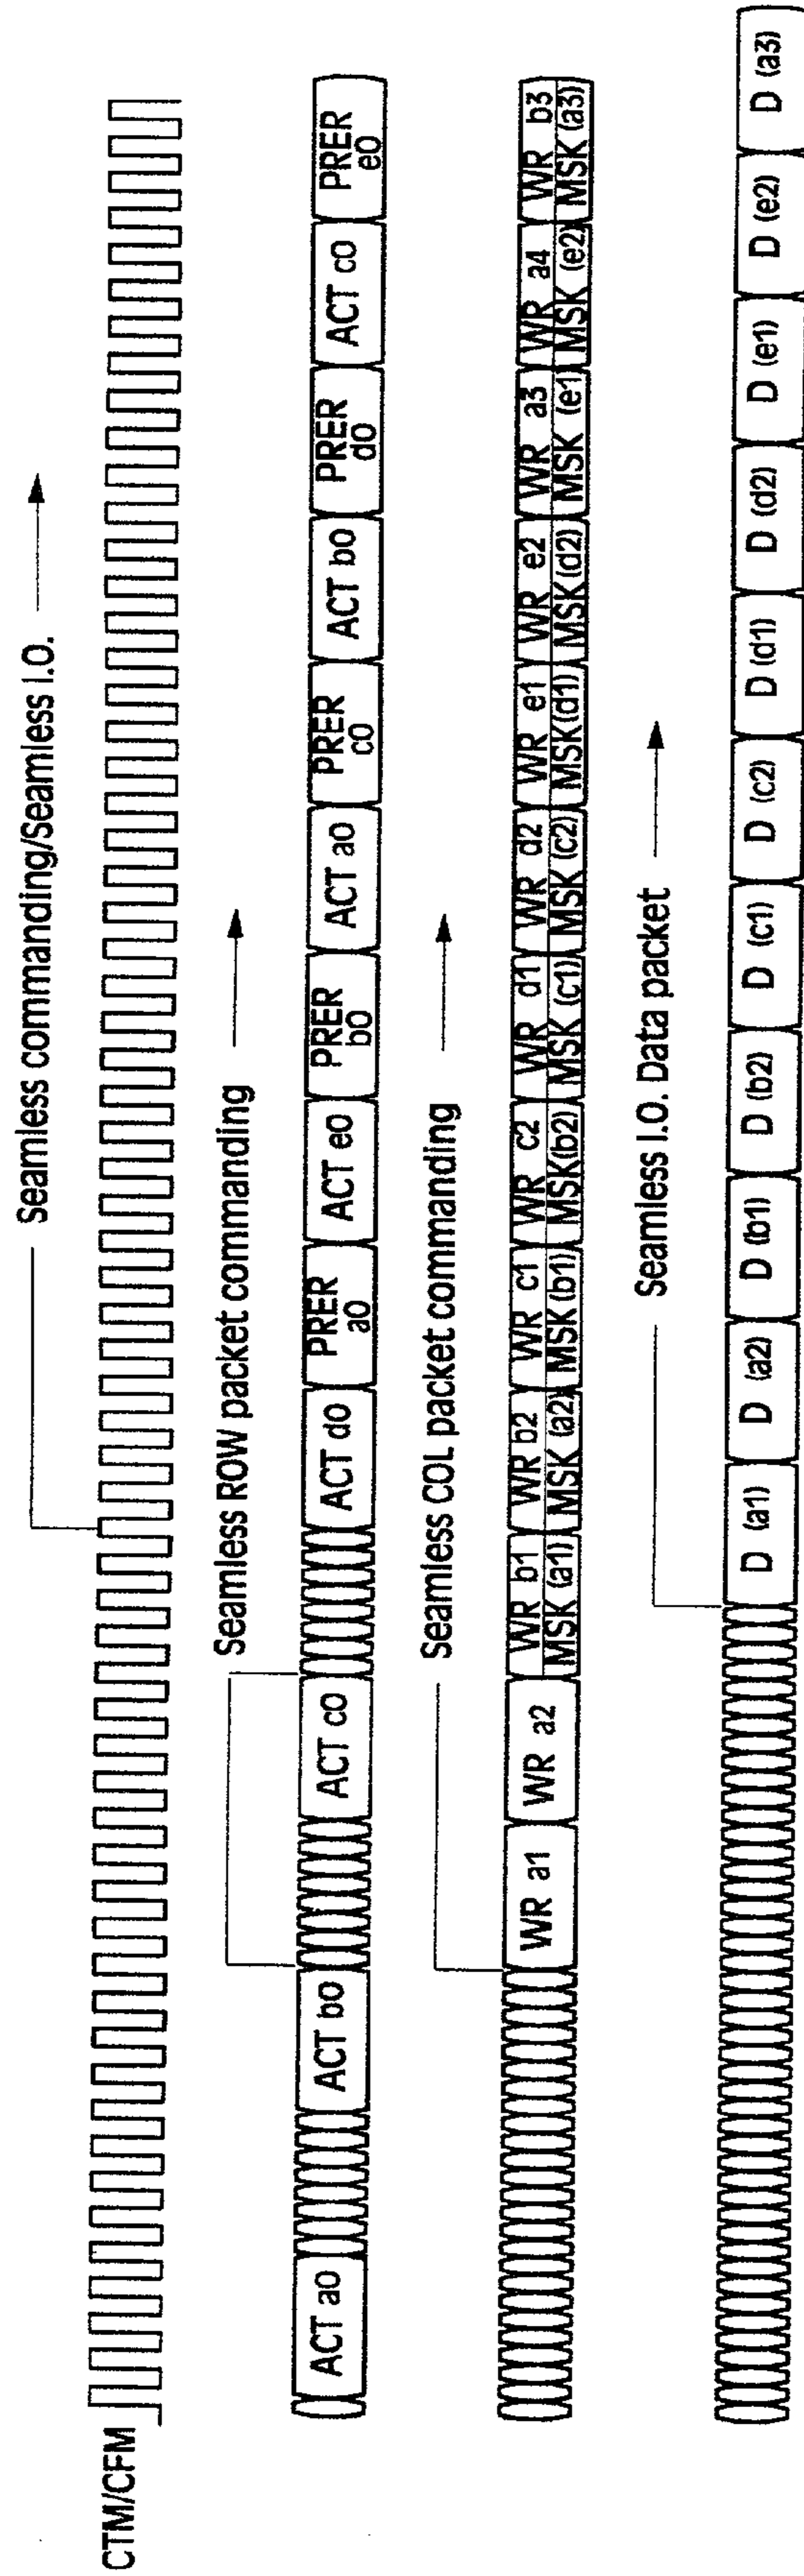 Seamless commanding/Seamless I.O.
CTM/CFM
Seamless ROW packet commanding
ACT a0
ACT b0
ACT c0
ACT d0
PRER
a0
ACT e0
PRER
b0
ACT a0
PRER
c0
ACT b0
PRER
d0
ACT c0
PRER
e0
Seamless COL packet commanding
WR a1
WR a2
WR b1
MSK (a1)
WR b2
MSK (a2)
WR c1
MSK (b1)
WR c2
MSK(b2)
WR d1
MSK (c1)
WR d2
MSK (c2)
WR e1
MSK(d1)
WR e2
MSK(d2)
WR a3
MSK (e1)
WR a4
MSK (e2)
WR b3
MSK (a3)
Seamless I.O. Data packet
D (a1)
D (a2)
D (b1)
D (b2)
D (c1)
D (c2)
D (d1)
D (d2)
D (e1)
D (e2)
D (a3)